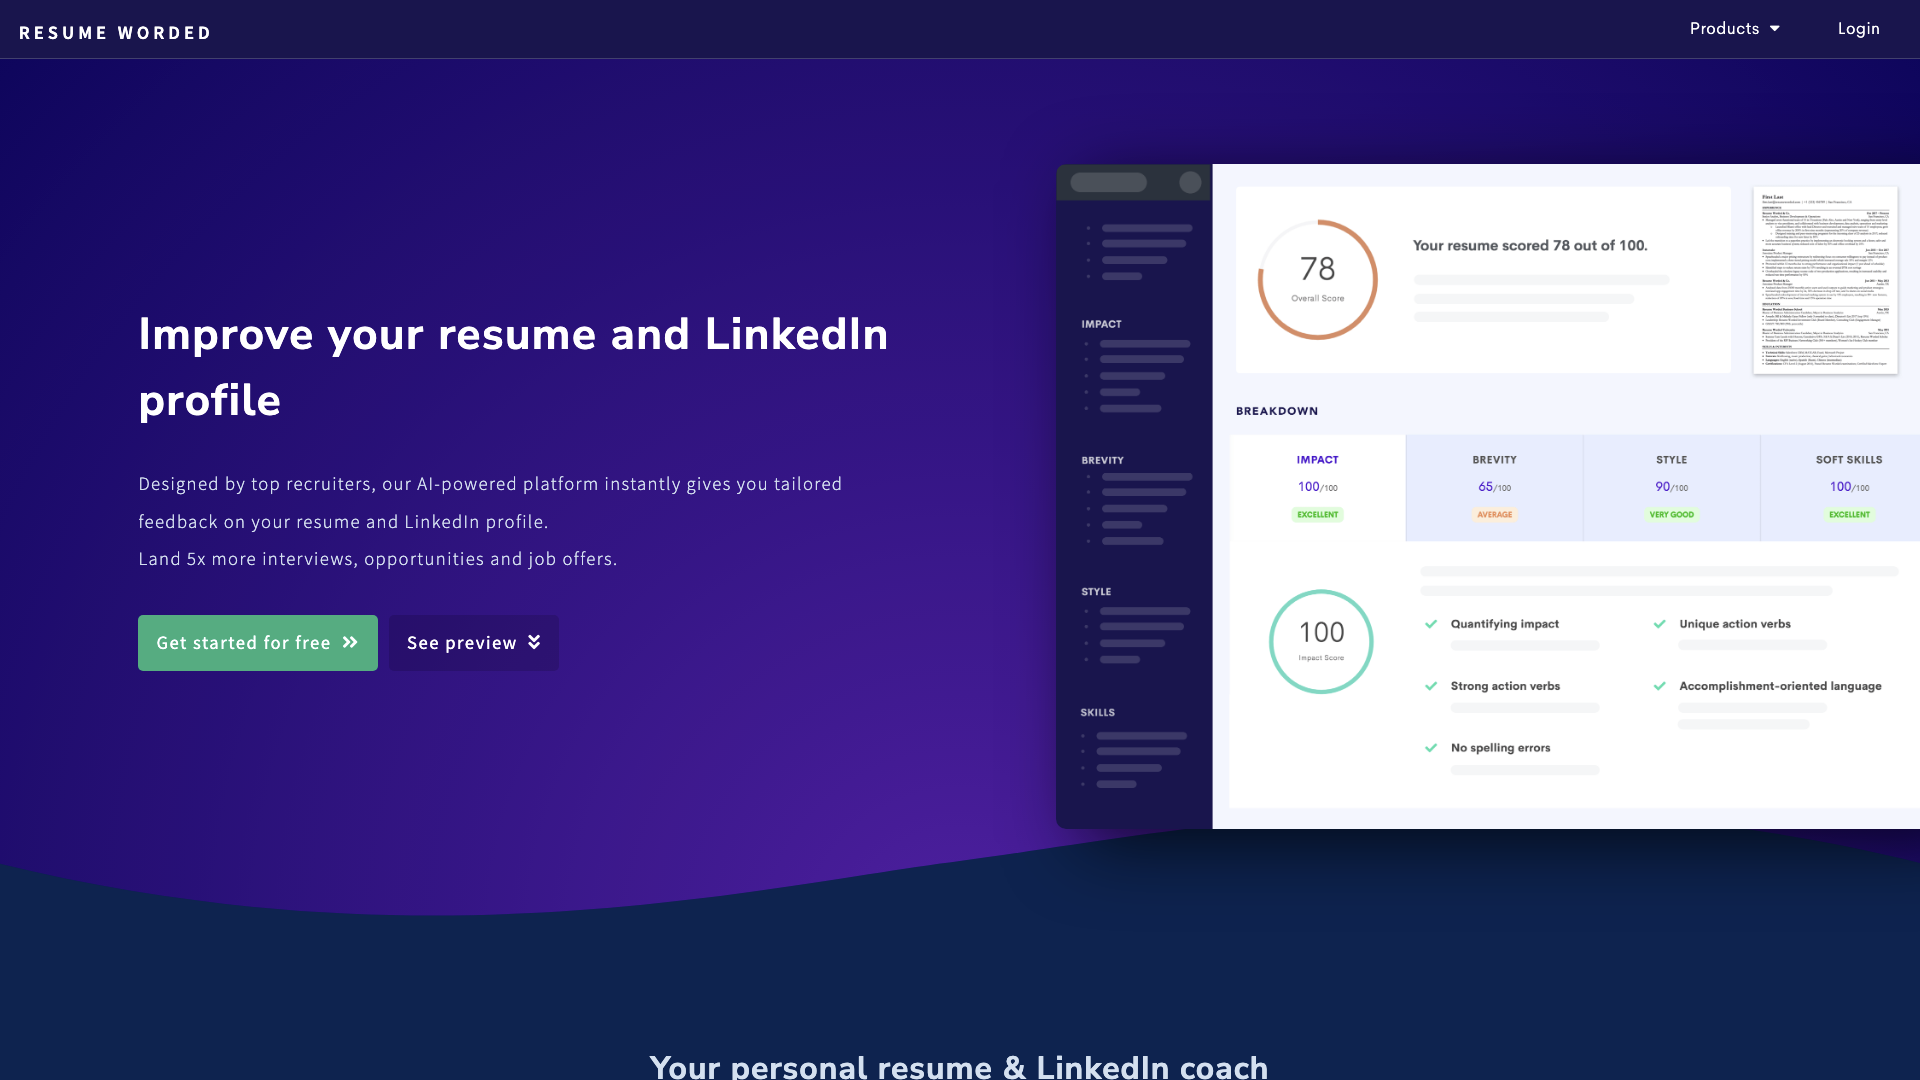 RESUME WORDED
Products
Login
Improve your resume and LinkedIn
profile
Designed by top recruiters, our AI-powered platform instantly gives you tailored
feedback on your resume and LinkedIn profile.
Land 5x more interviews, opportunities and job offers.
Get started for free
See preview
IMPACT
BREVITY
STYLE
SKILLS
78
Overall Score
Your resume scored 78 out of 100.
First Last
BREAKDOWN
IMPACT
100/100
EXCELLENT
BREVITY
65/100
AVERAGE
STYLE
90/100
VERY GOOD
SOFT SKILLS
100/100
EXCELLENT
100
Impact Score
Quantifying impact
Unique action verbs
Strong action verbs
Accomplishment-oriented language
No spelling errors
Your personal resume & LinkedIn coach